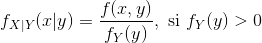 f_{X|Y}(x|y) = \frac{f(x, y)}{f_Y(y)}, si f_Y(y) > 0